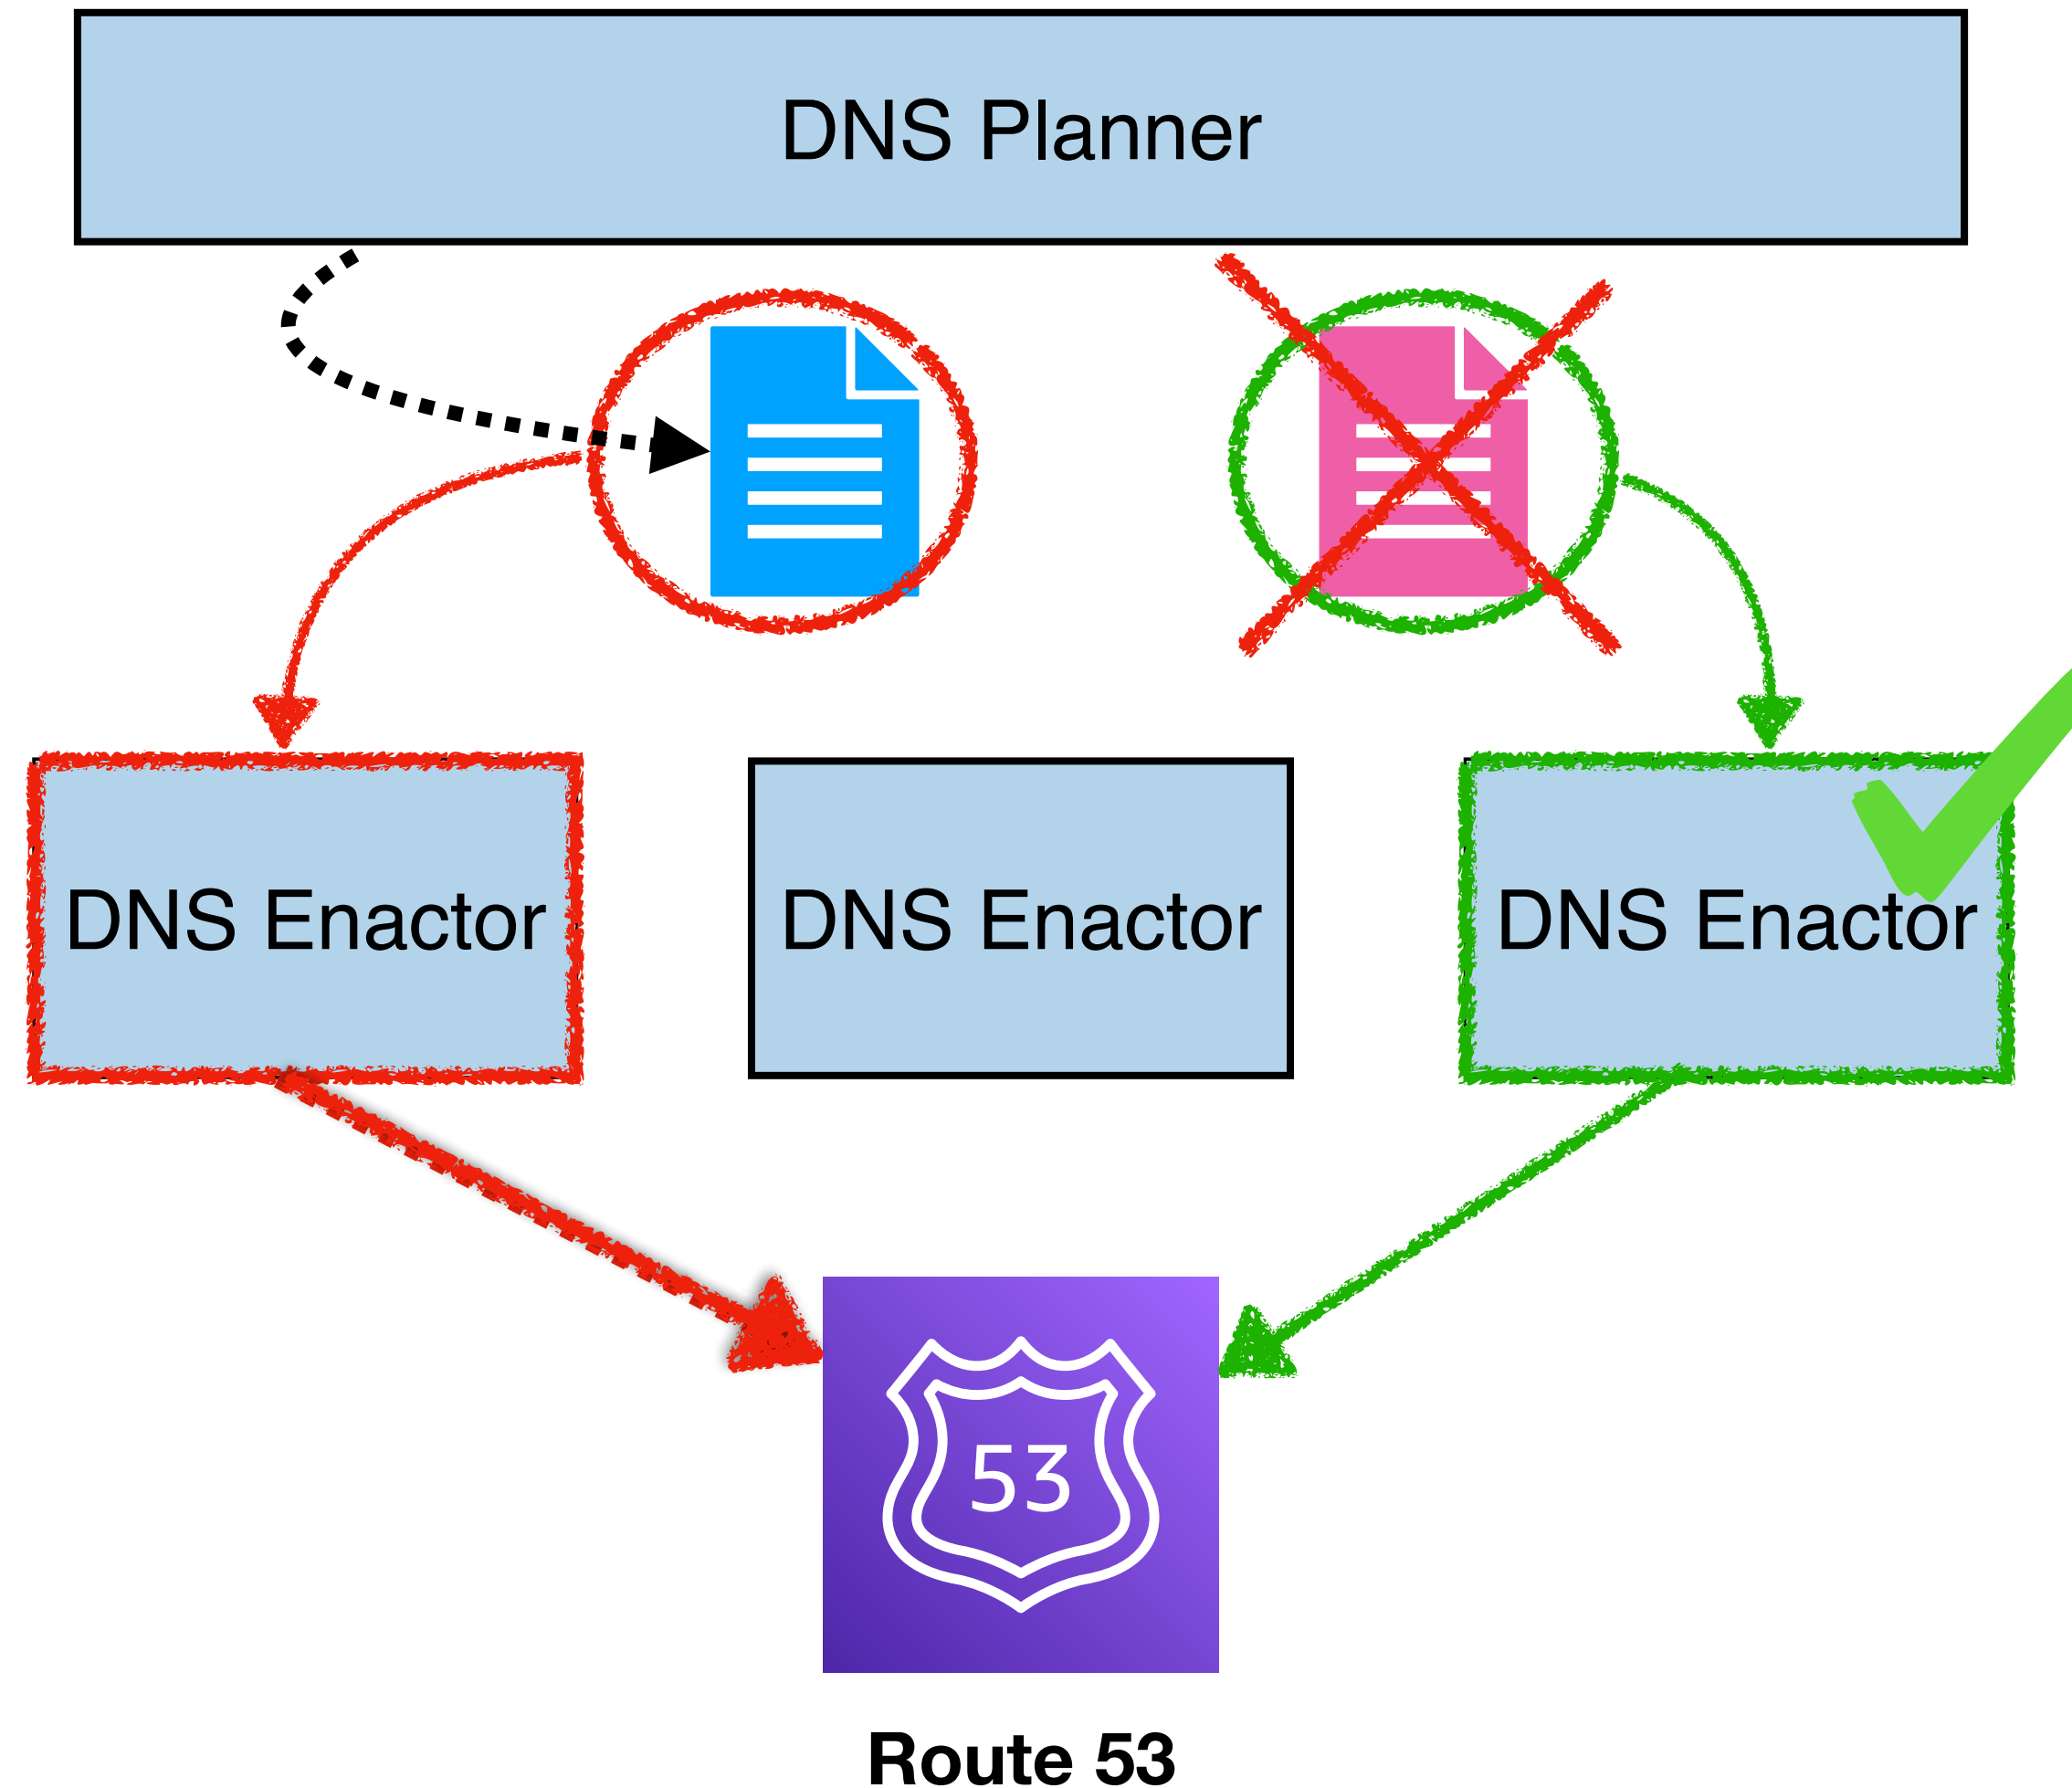 DNS Planner
DNS Enactor
DNS Enactor
DNS Enactor
53
Route 53